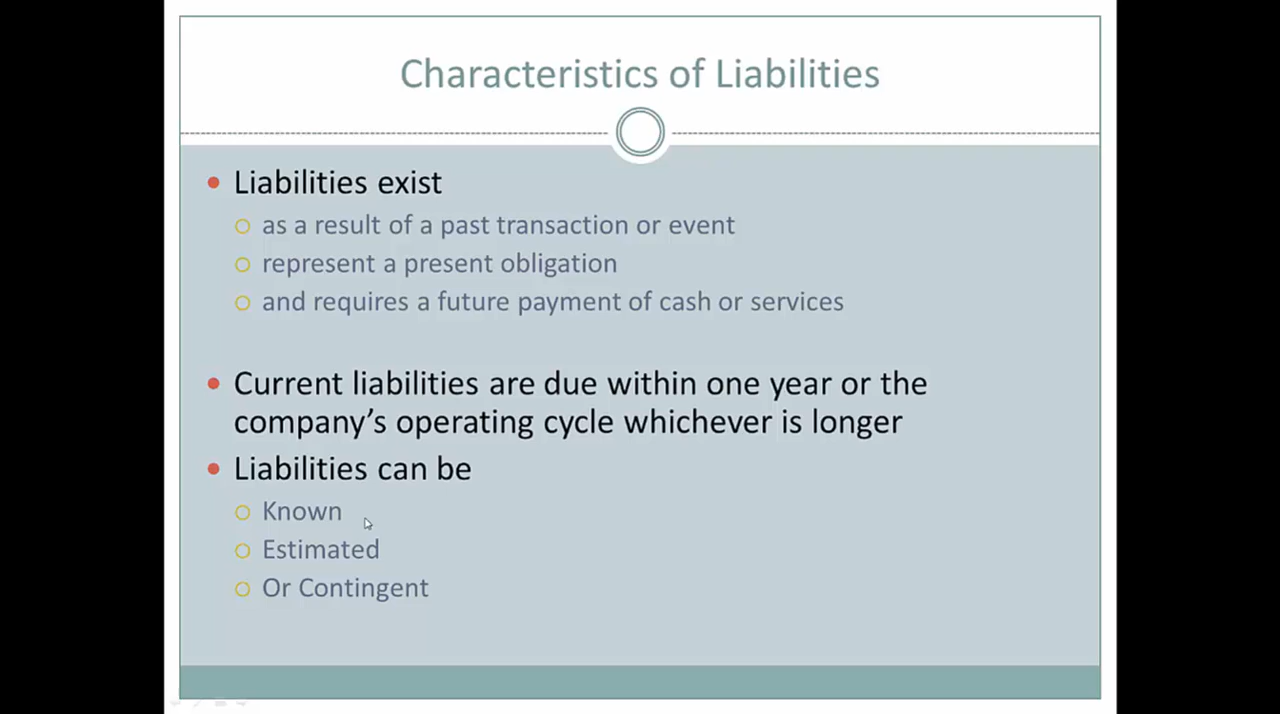 Characteristics of Liabilities
Liabilities exist
as a result of a past transaction or event
represent a present obligation
and requires a future payment of cash or services
Current liabilities are due within one year or the
company’s operating cycle whichever is longer
Liabilities can be
Known
Estimated
Or Contingent